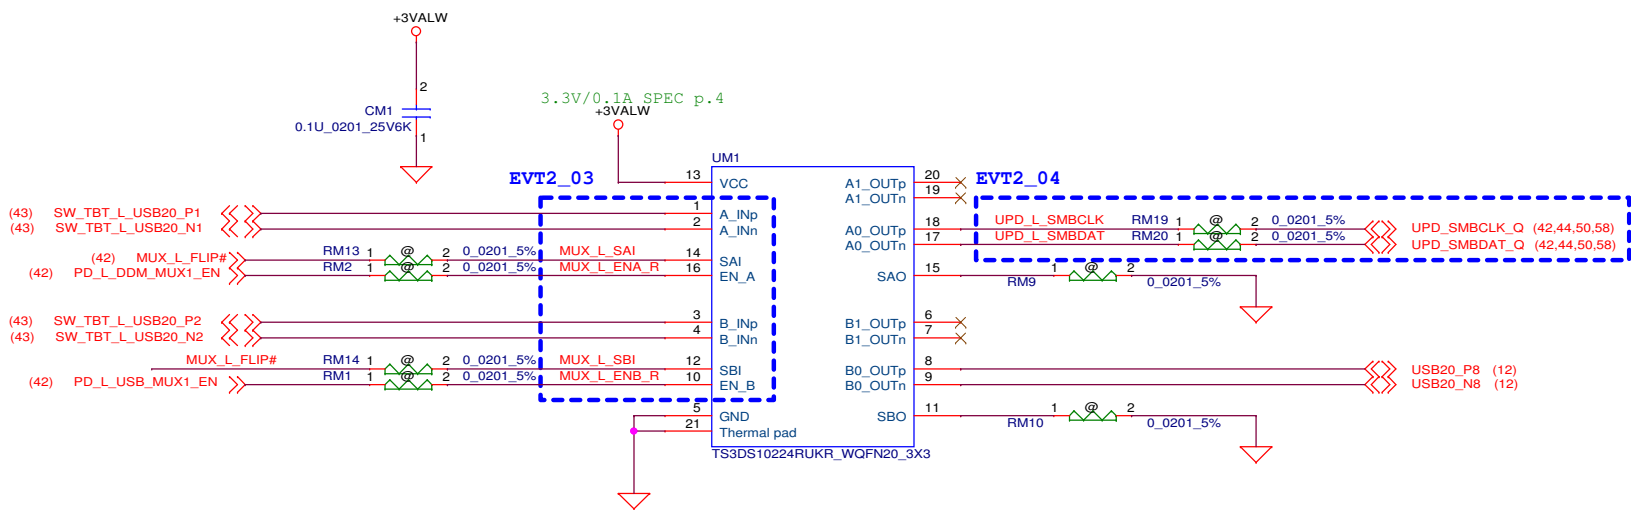 +3VALW
2
CM1
0.1U_0201_25V6K
1
3.3V/0.1A SPEC p.4
+3VALW
UM1
EVT2_03
EVT2_04
13 VCC
A1_OUTp 20
A1_OUTn 19
(43) SW_TBT_L_USB20_P1
1 A_INp
(43) SW_TBT_L_USB20_N1
2 A_INn
A0_OUTp 18 UPD_L_SMBCLK RM19 1 @ 2 0_0201_5% UPD_SMBCLK_Q (42,44,50,58)
A0_OUTn 17 UPD_L_SMBDAT RM20 1 @ 2 0_0201_5% UPD_SMBDAT_Q (42,44,50,58)
(42) MUX_L_FLIP# RM13 1 @ 2 0_0201_5% MUX_L_SAI 14 SAI
(42) PD_L_DDM_MUX1_EN RM2 1 @ 2 0_0201_5% MUX_L_ENA_R 16 EN_A
SAO 15 RM9 1 @ 2 0_0201_5%
(43) SW_TBT_L_USB20_P2 3 B_INp
(43) SW_TBT_L_USB20_N2 4 B_INn
B1_OUTp 6
B1_OUTn 7
MUX_L_FLIP# RM14 1 @ 2 0_0201_5% MUX_L_SBI 12 SBI
(42) PD_L_USB_MUX1_EN RM1 1 @ 2 0_0201_5% MUX_L_ENB_R 10 EN_B
B0_OUTp 8 USB20_P8 (12)
B0_OUTn 9 USB20_N8 (12)
5 GND
21 Thermal pad
SBO 11 RM10 1 @ 2 0_0201_5%
TS3DS10224RUKR_WQFN20_3X3